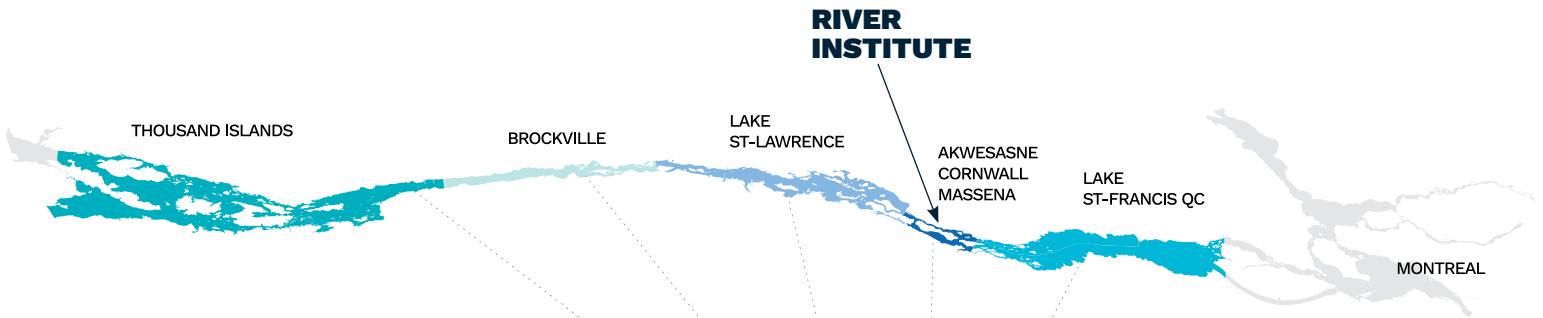 RIVER
INSTITUTE
THOUSAND ISLANDS
BROCKVILLE
LAKE
ST-LAWRENCE
AKWESASNE
CORNWALL
MASSENA
LAKE
ST-FRANCIS QC
MONTREAL